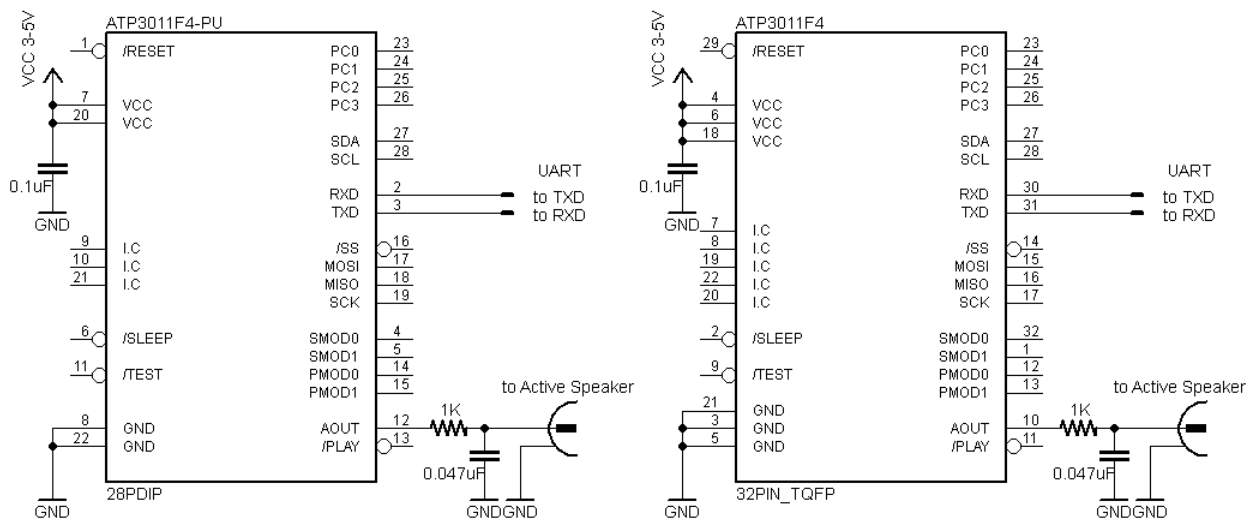 ATP3011F4-PU
VCC 3-5V
1 /RESET
7 VCC
20 VCC
0.1uF
GND
9 I.C
10 I.C
21 I.C
6 /SLEEP
11 /TEST
8 GND
22 GND
GND
PC0 23
PC1 24
PC2 25
PC3 26
SDA 27
SCL 28
UART
RXD 2 to TXD
TXD 3 to RXD
/SS 16
MOSI 17
MISO 18
SCK 19
SMOD0 4
SMOD1 5
PMOD0 14
PMOD1 15
to Active Speaker
1K
AOUT 12
/PLAY 13
0.047uF
GND GND
28PDIP
ATP3011F4
VCC 3-5V
29 /RESET
4 VCC
6 VCC
18 VCC
0.1uF
GND
7 I.C
8 I.C
19 I.C
22 I.C
20 I.C
2 /SLEEP
9 /TEST
21 GND
3 GND
5 GND
GND
PC0 23
PC1 24
PC2 25
PC3 26
SDA 27
SCL 28
UART
RXD 30 to TXD
TXD 31 to RXD
/SS 14
MOSI 15
MISO 16
SCK 17
SMOD0 32
SMOD1 1
PMOD0 12
PMOD1 13
to Active Speaker
1K
AOUT 10
/PLAY 11
0.047uF
GND GND
32PIN_TQFP